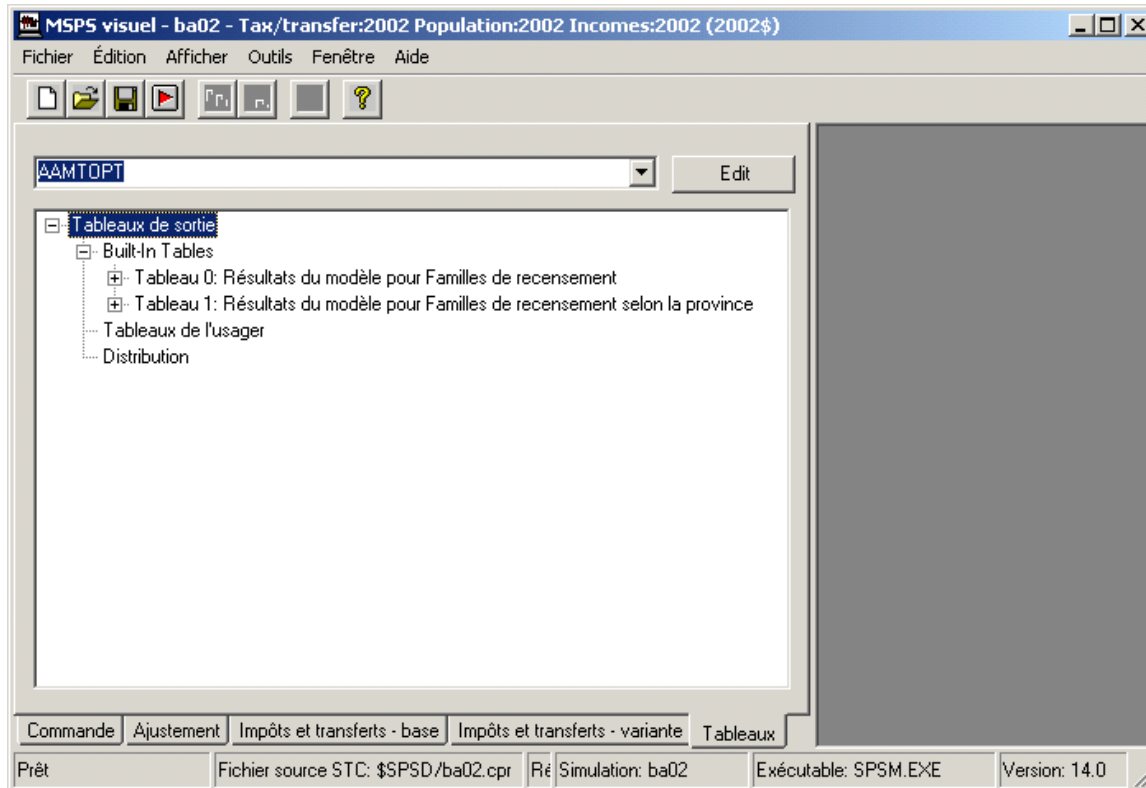 MSPS visuel - ba02 - Tax/transfer:2002 Population:2002 Incomes:2002 (2002$)
Fichier Édition Afficher Outils Fenêtre Aide
AAMTOPT Edit
Tableaux de sortie
Built-In Tables
Tableau 0: Résultats du modèle pour Familles de recensement
Tableau 1: Résultats du modèle pour Familles de recensement selon la province
Tableaux de l'usager
Distribution
Commande Ajustement Impôts et transferts - base Impôts et transferts - variante Tableaux
Prêt Fichier source STC: $SPSD/ba02.cpr Ré Simulation: ba02 Exécutable: SPSM.EXE Version: 14.0